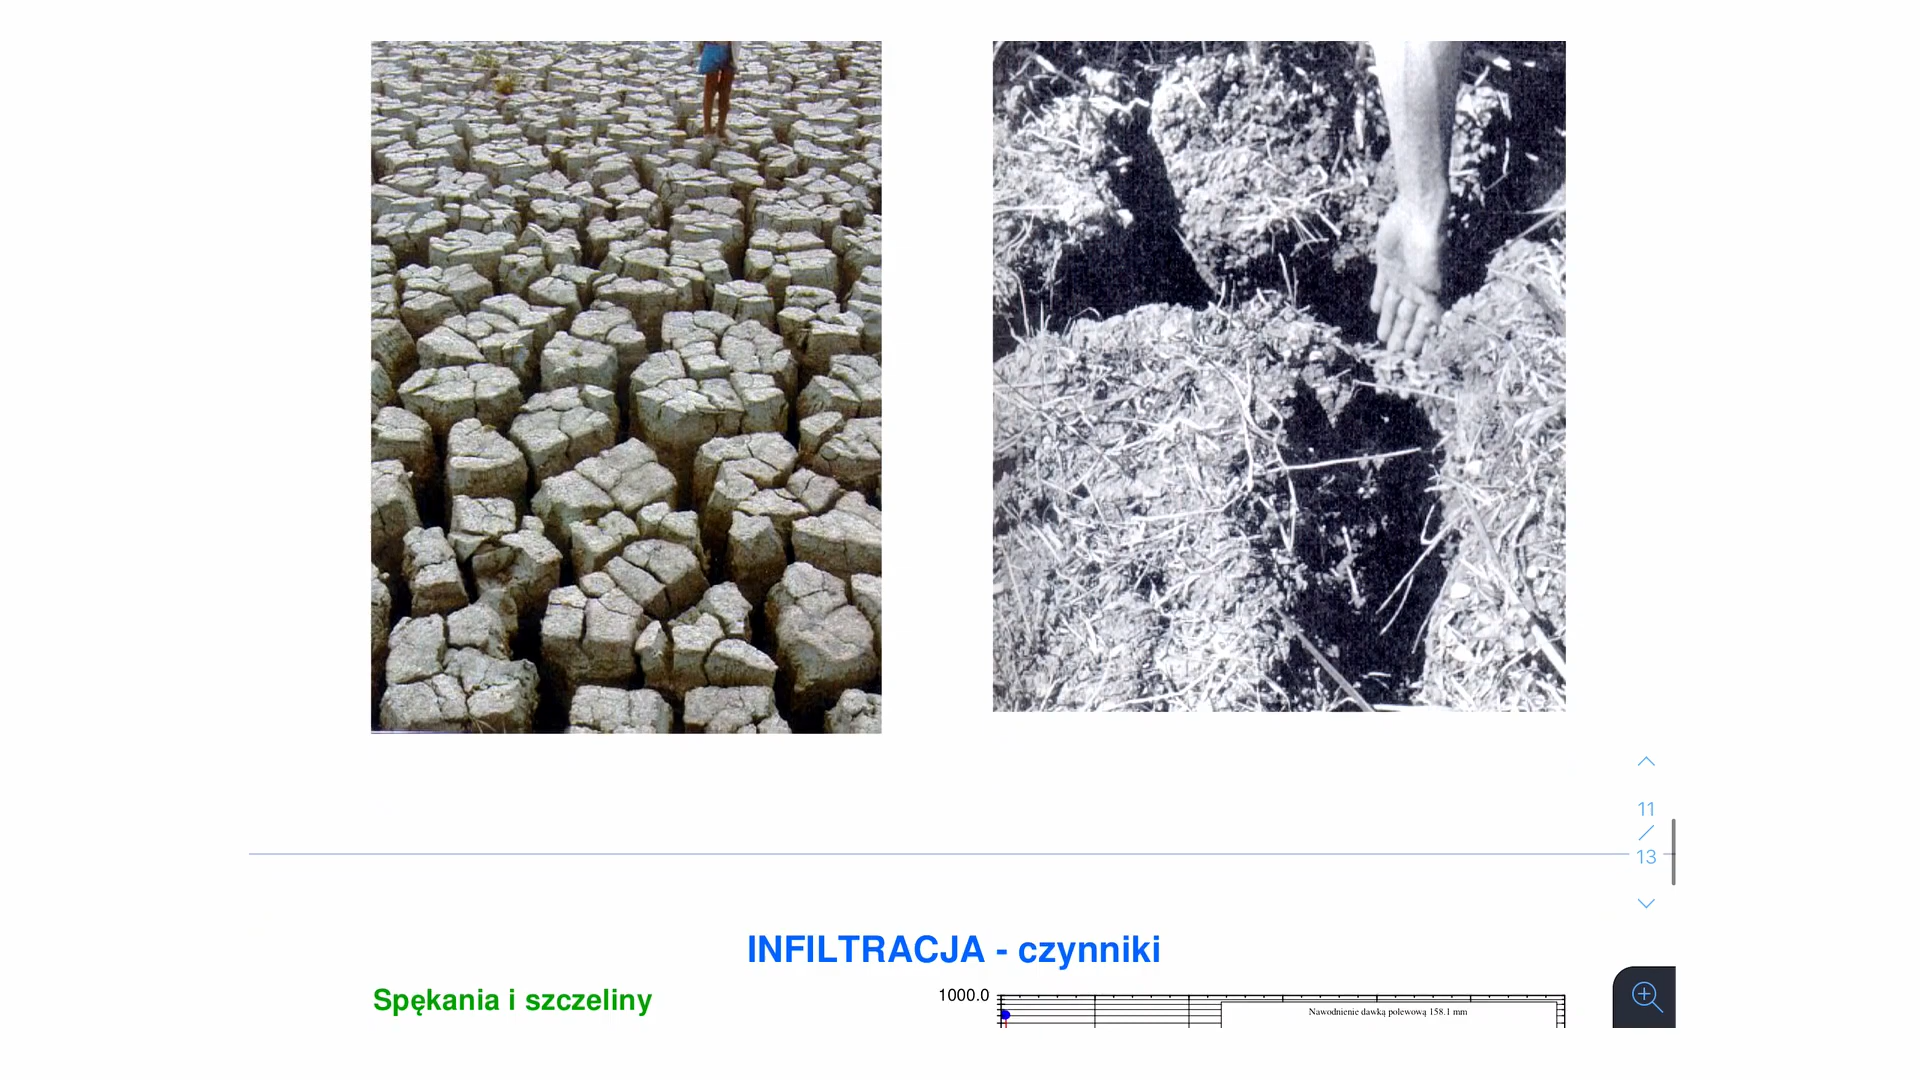 11
/
13
INFILTRACJA - czynniki
Spękania i szczeliny
1000.0
Nawodnienie dawką polewową 158.1 mm